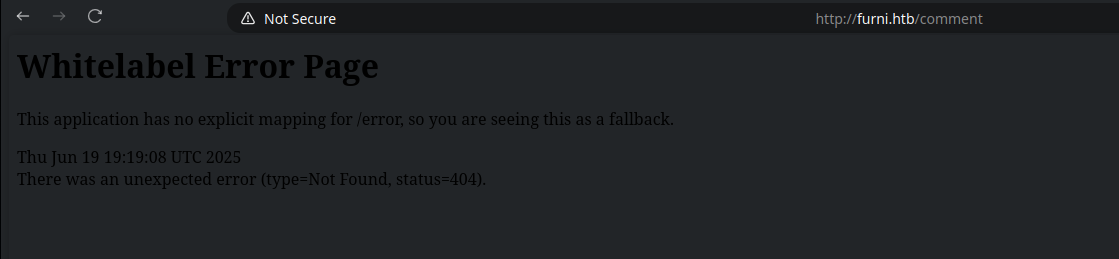 Not Secure http://furni.htb/comment
Whitelabel Error Page
This application has no explicit mapping for /error, so you are seeing this as a fallback.
Thu Jun 19 19:19:08 UTC 2025
There was an unexpected error (type=Not Found, status=404).